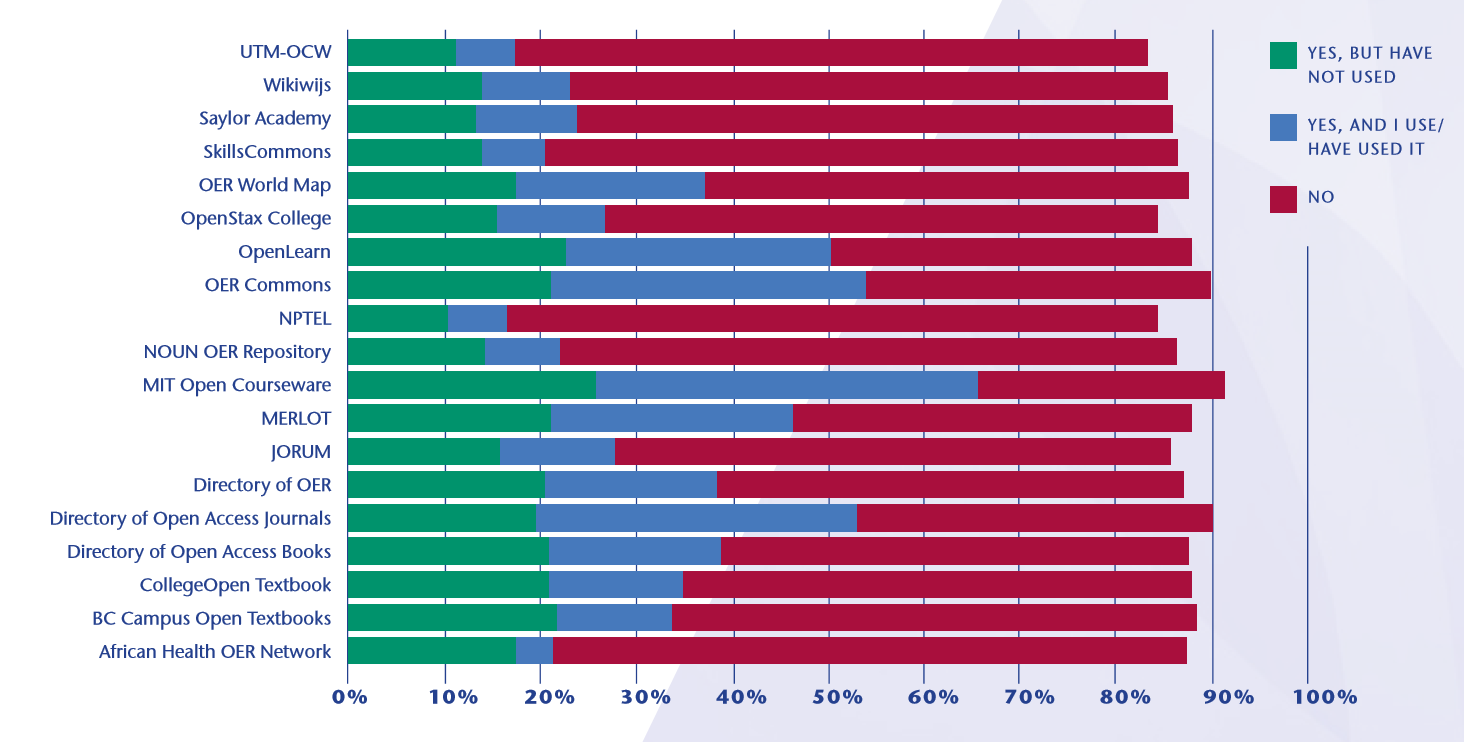 UTM-OCW
Wikiwijs
Saylor Academy
SkillsCommons
OER World Map
OpenStax College
OpenLearn
OER Commons
NPTEL
NOUN OER Repository
MIT Open Courseware
MERLOT
JORUM
Directory of OER
Directory of Open Access Journals
Directory of Open Access Books
CollegeOpen Textbook
BC Campus Open Textbooks
African Health OER Network
0% 10% 20% 30% 40% 50% 60% 70% 80% 90% 100%
YES, BUT HAVE
NOT USED
YES, AND I USE/
HAVE USED IT
NO